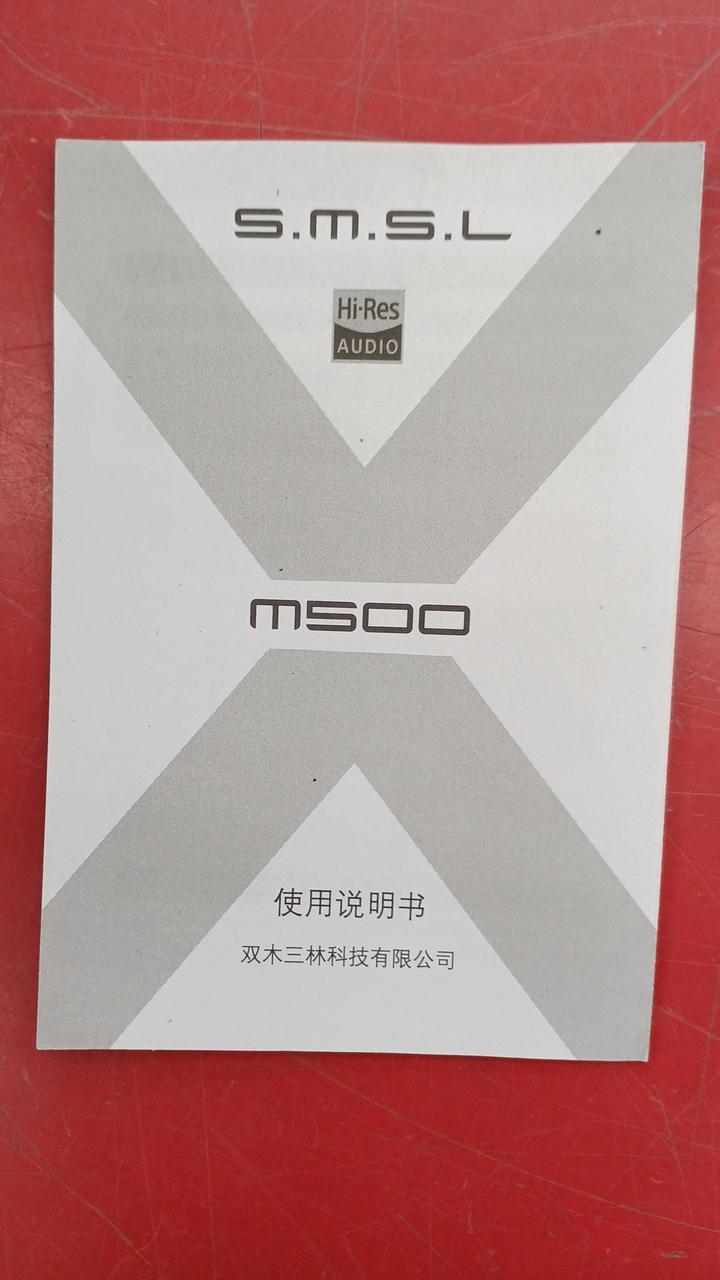 S.M.S.L
Hi-Res
AUDIO
M500
使用说明书
双木三林科技有限公司